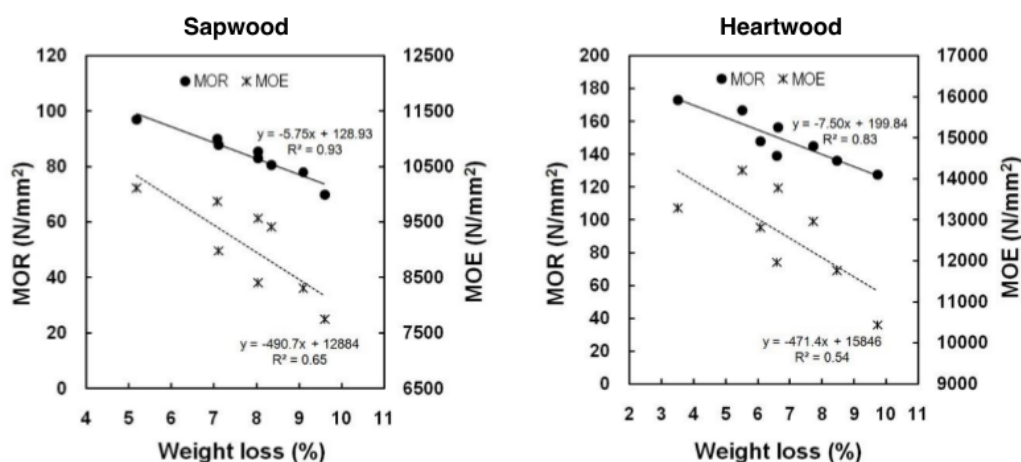 Sapwood
120
100
80
60
40
20
0
MOR (N/mm²)
MOR
MOE
y = -5.75x + 128.93
R² = 0.93
y = -490.7x + 12884
R² = 0.65
12500
11500
10500
9500
8500
7500
6500
MOE (N/mm²)
4 5 6 7 8 9 10 11
Weight loss (%)
Heartwood
200
180
160
140
120
100
80
60
40
20
0
MOR (N/mm²)
MOR
MOE
y = -7.50x + 199.84
R² = 0.83
y = -471.4x + 15846
R² = 0.54
17000
16000
15000
14000
13000
12000
11000
10000
9000
MOE (N/mm²)
2 3 4 5 6 7 8 9 10 11
Weight loss (%)